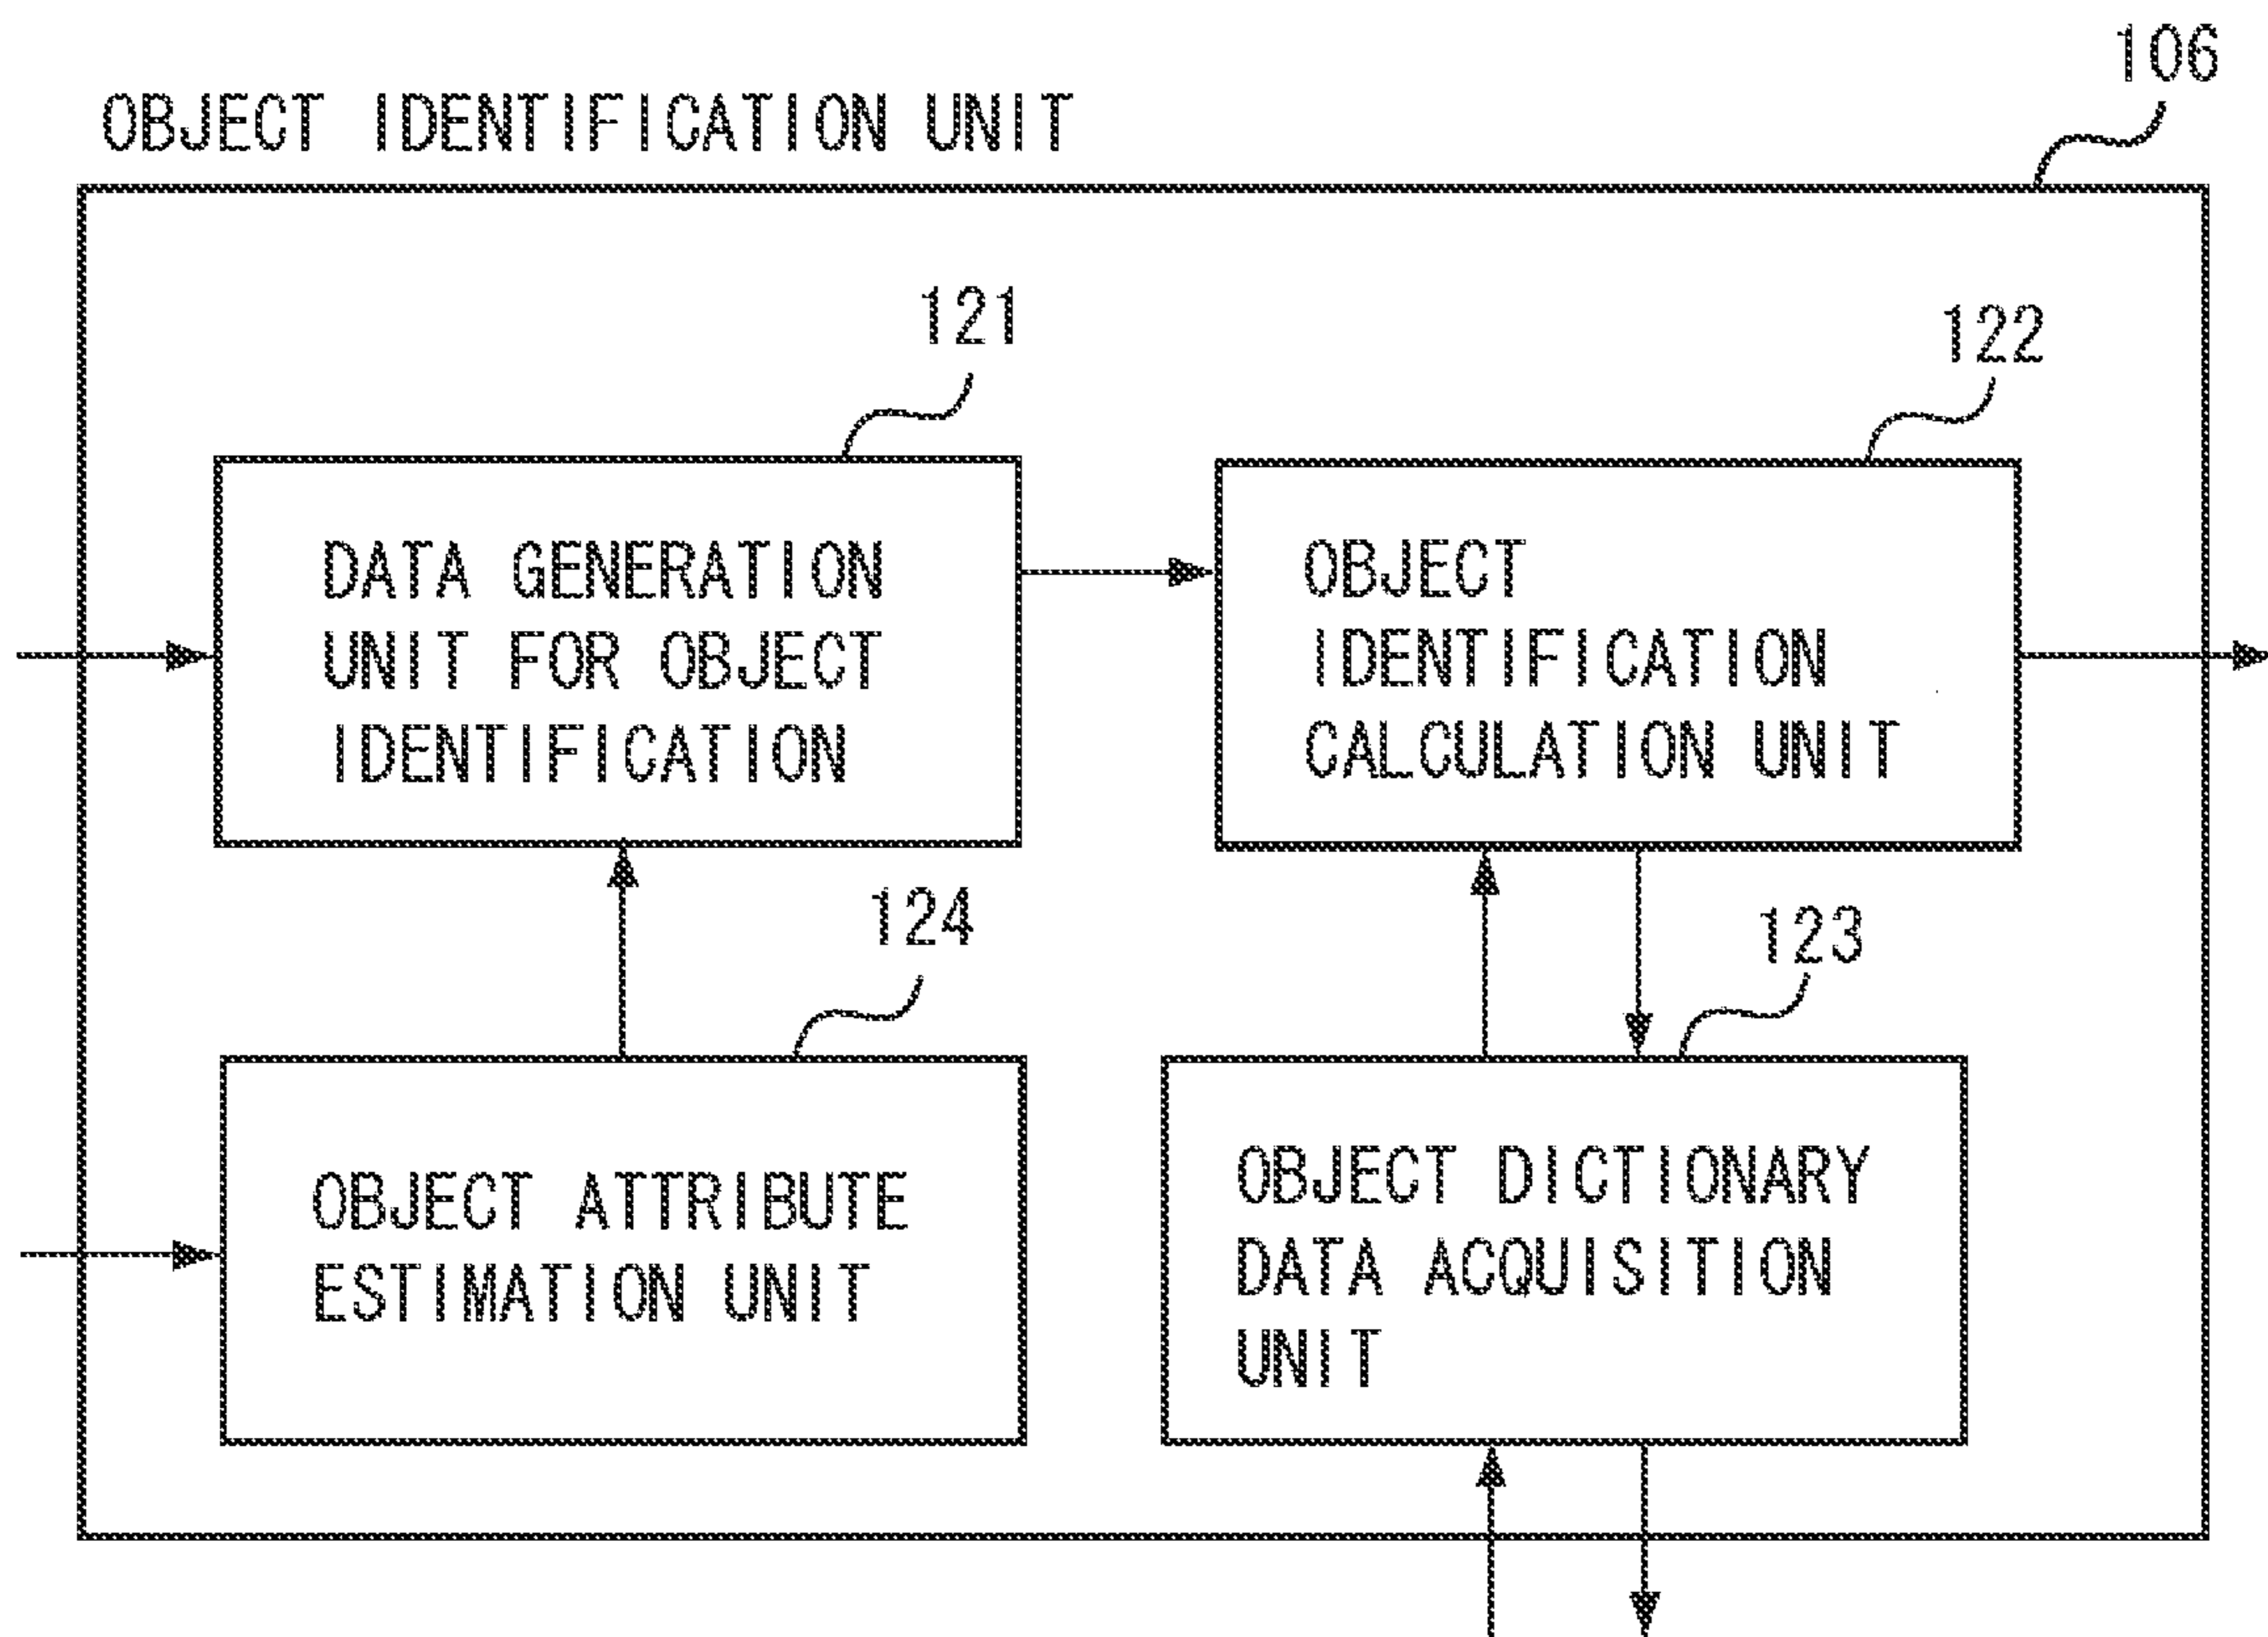 106
OBJECT IDENTIFICATION UNIT
121
122
DATA GENERATION
UNIT FOR OBJECT
IDENTIFICATION
OBJECT
IDENTIFICATION
CALCULATION UNIT
124
123
OBJECT ATTRIBUTE
ESTIMATION UNIT
OBJECT DICTIONARY
DATA ACQUISITION
UNIT